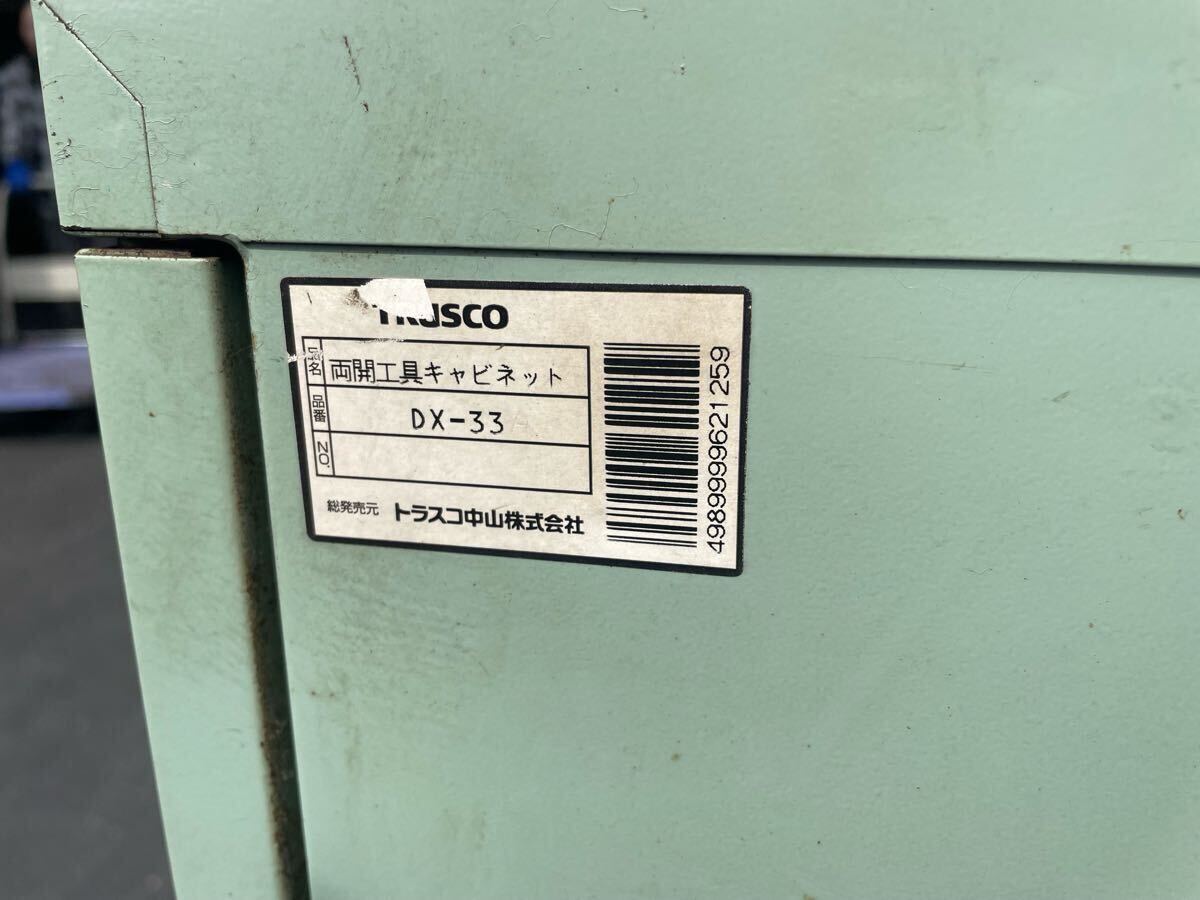 TRUSCO
品名 両開工具キャビネット
品番 DX-33
NO.
総発売元 トラスコ中山株式会社
4989999621259